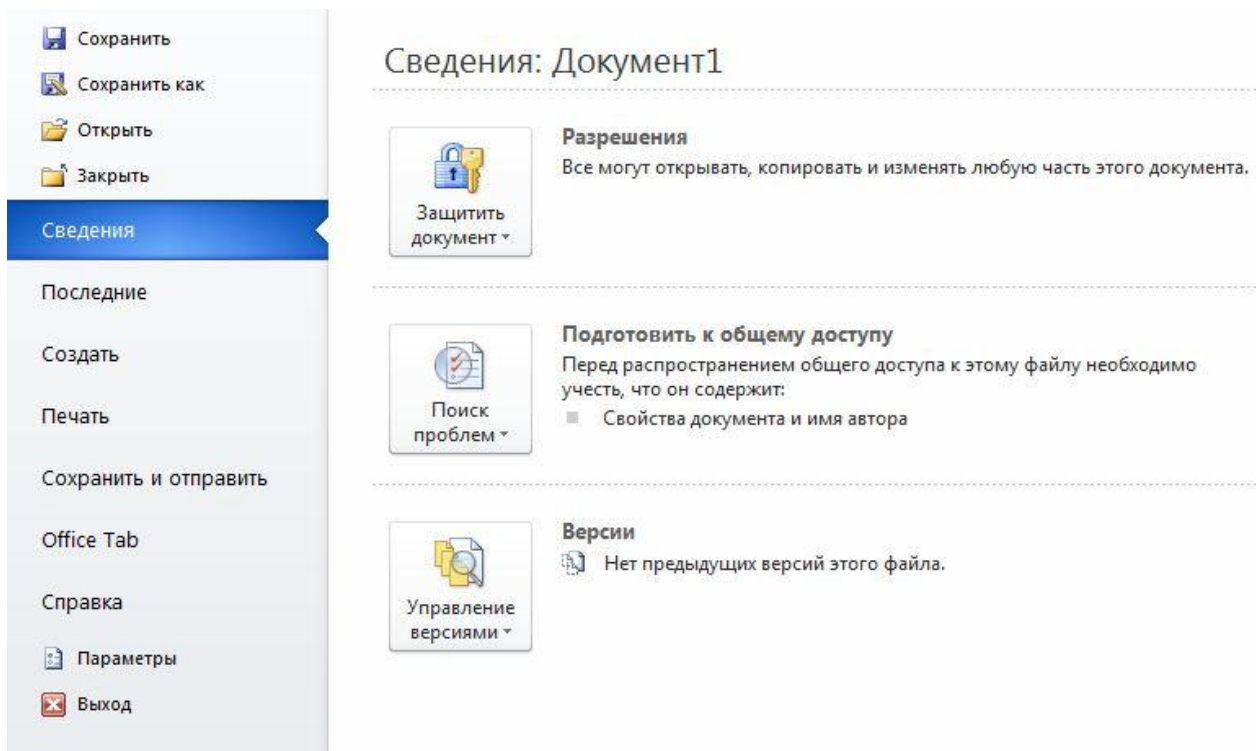 Сохранить
Сохранить как
Открыть
Закрыть
Сведения
Последние
Создать
Печать
Сохранить и отправить
Office Tab
Справка
Параметры
Выход
Сведения: Документ1
Защитить
документ
Разрешения
Все могут открывать, копировать и изменять любую часть этого документа.
Поиск
проблем
Подготовить к общему доступу
Перед распространением общего доступа к этому файлу необходимо
учесть, что он содержит:
Свойства документа и имя автора
Управление
версиями
Версии
Нет предыдущих версий этого файла.